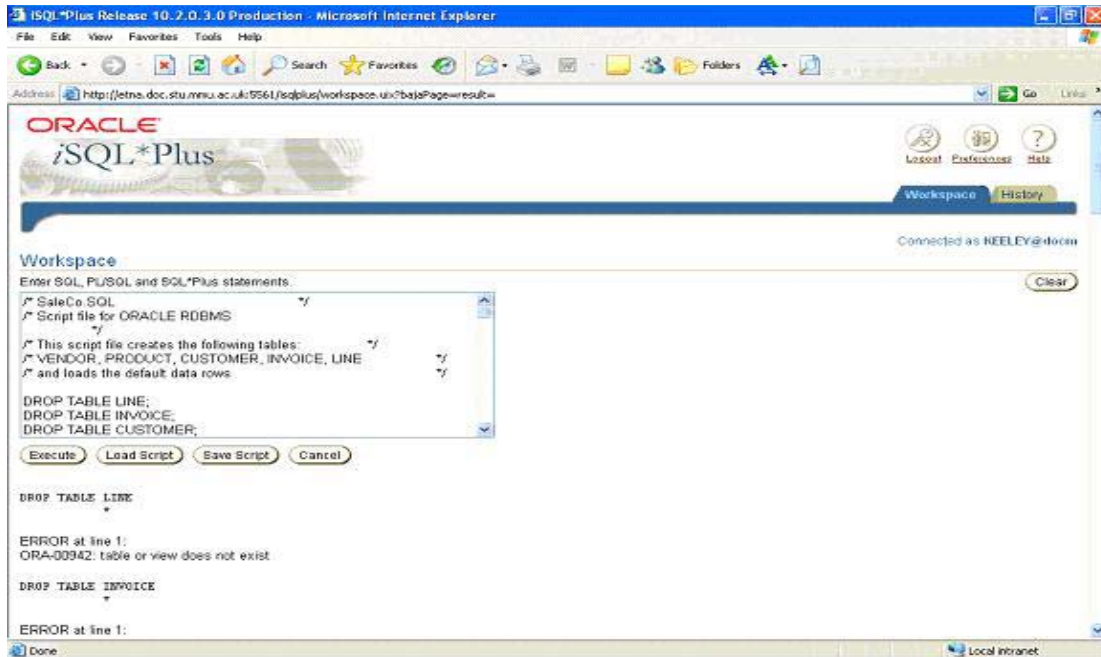 iSQL*Plus Release 10.2.0.3.0 Production - Microsoft Internet Explorer
File Edit View Favorites Tools Help
Back Search Favorites Folders
Address http://etna.doc.stu.mmu.ac.uk:5561/isqlplus/workspace.uix?bajaPage=result= Go Links
ORACLE
iSQL*Plus
Logout Preferences Help
Workspace History
Connected as KEELEY@docm
Workspace
Enter SQL, PL/SQL and SQL*Plus statements.
Clear
/* SaleCo.SQL */
/* Script file for ORACLE RDBMS
*/
/* This script file creates the following tables: */
/* VENDOR, PRODUCT, CUSTOMER, INVOICE, LINE */
/* and loads the default data rows */
DROP TABLE LINE;
DROP TABLE INVOICE;
DROP TABLE CUSTOMER;
Execute Load Script Save Script Cancel
DROP TABLE LINE
*
ERROR at line 1:
ORA-00942: table or view does not exist
DROP TABLE INVOICE
*
ERROR at line 1:
Done Local intranet